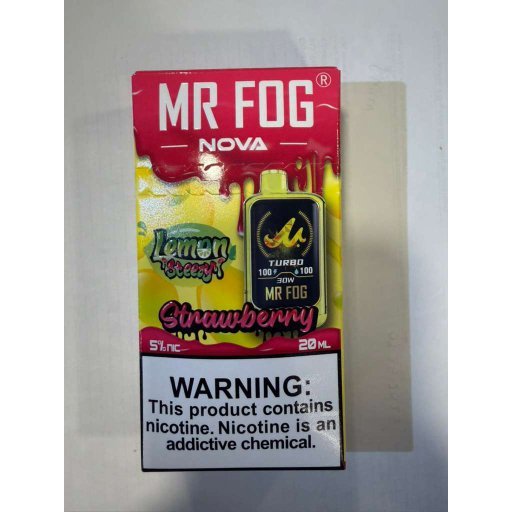 MR FOG®
NOVA
Lemon
Steezy
TURBO
100 100
30W
MR FOG
Strawberry
5% NIC
20 ML
WARNING:
This product contains
nicotine. Nicotine is an
addictive chemical.